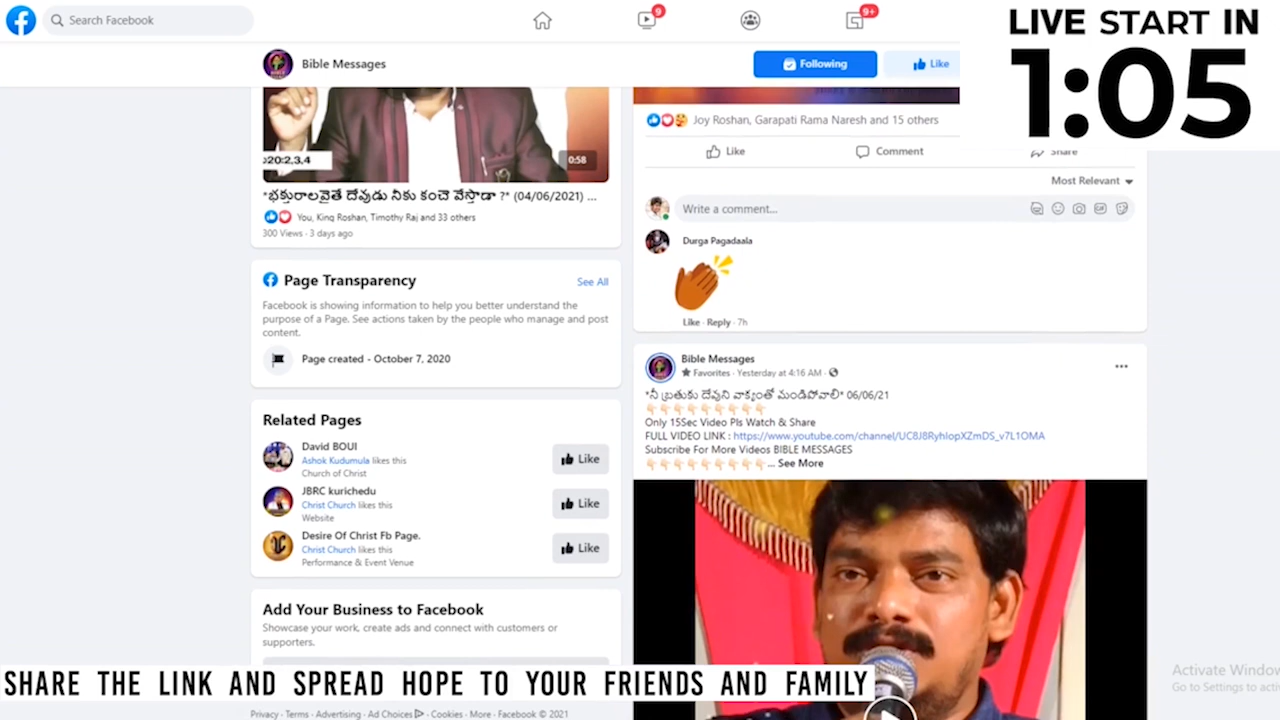 Search Facebook
9
9+
LIVE START IN
1:05
Bible Messages
Following
Like
020:2,3,4
0:58
*భక్తురాలవైతే దేవుడు నీకు కంచె వేస్తాడా ?* (04/06/2021) ...
You, King Roshan, Timothy Raj and 33 others
300 Views · 3 days ago
Page Transparency
See All
Facebook is showing information to help you better understand the
purpose of a Page. See actions taken by the people who manage and post
content.
Page created - October 7, 2020
Related Pages
David BOUI
Ashok Kudumula likes this
Church of Christ
Like
JBRC kurichedu
Christ Church likes this
Website
Like
Desire Of Christ Fb Page.
Christ Church likes this
Performance & Event Venue
Like
Add Your Business to Facebook
Showcase your work, create ads and connect with customers or
supporters.
Privacy · Terms · Advertising · Ad Choices · Cookies · More · Facebook © 2021
Joy Roshan, Garapati Rama Naresh and 15 others
Like
Comment
Share
Most Relevant
Write a comment...
GIF
Durga Pagadaala
Like · Reply · 7h
Bible Messages
Favorites · Yesterday at 4:16 AM ·
*నీ బ్రతుకు దేవుని వాక్యంతో మండిపోవాలి* 06/06/21
Only 15Sec Video Pls Watch & Share
FULL VIDEO LINK : https://www.youtube.com/channel/UC8J8RyhIopXZmDS_v7L1OMA
Subscribe For More Videos BIBLE MESSAGES
... See More
SHARE THE LINK AND SPREAD HOPE TO YOUR FRIENDS AND FAMILY
Activate Window
Go to Settings to acti